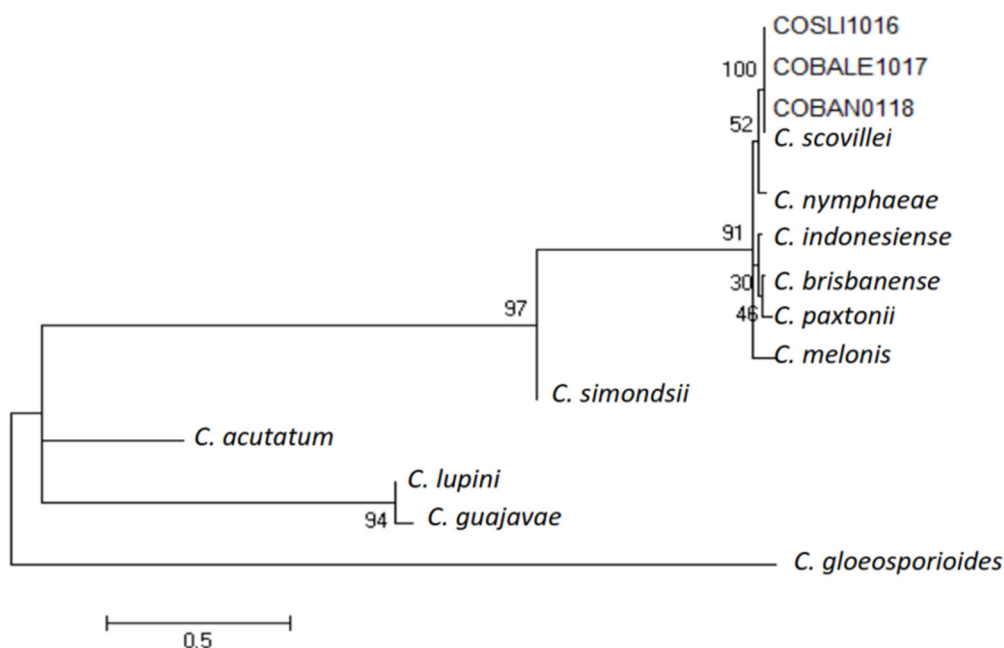 COSLI1016
100
COBALE1017
COBAN0118
52
C. scovillei
C. nymphaeae
91
C. indonesiense
30
C. brisbanense
46
C. paxtonii
C. melonis
97
C. simondsii
C. acutatum
C. lupini
94
C. guajavae
C. gloeosporioides
0.5